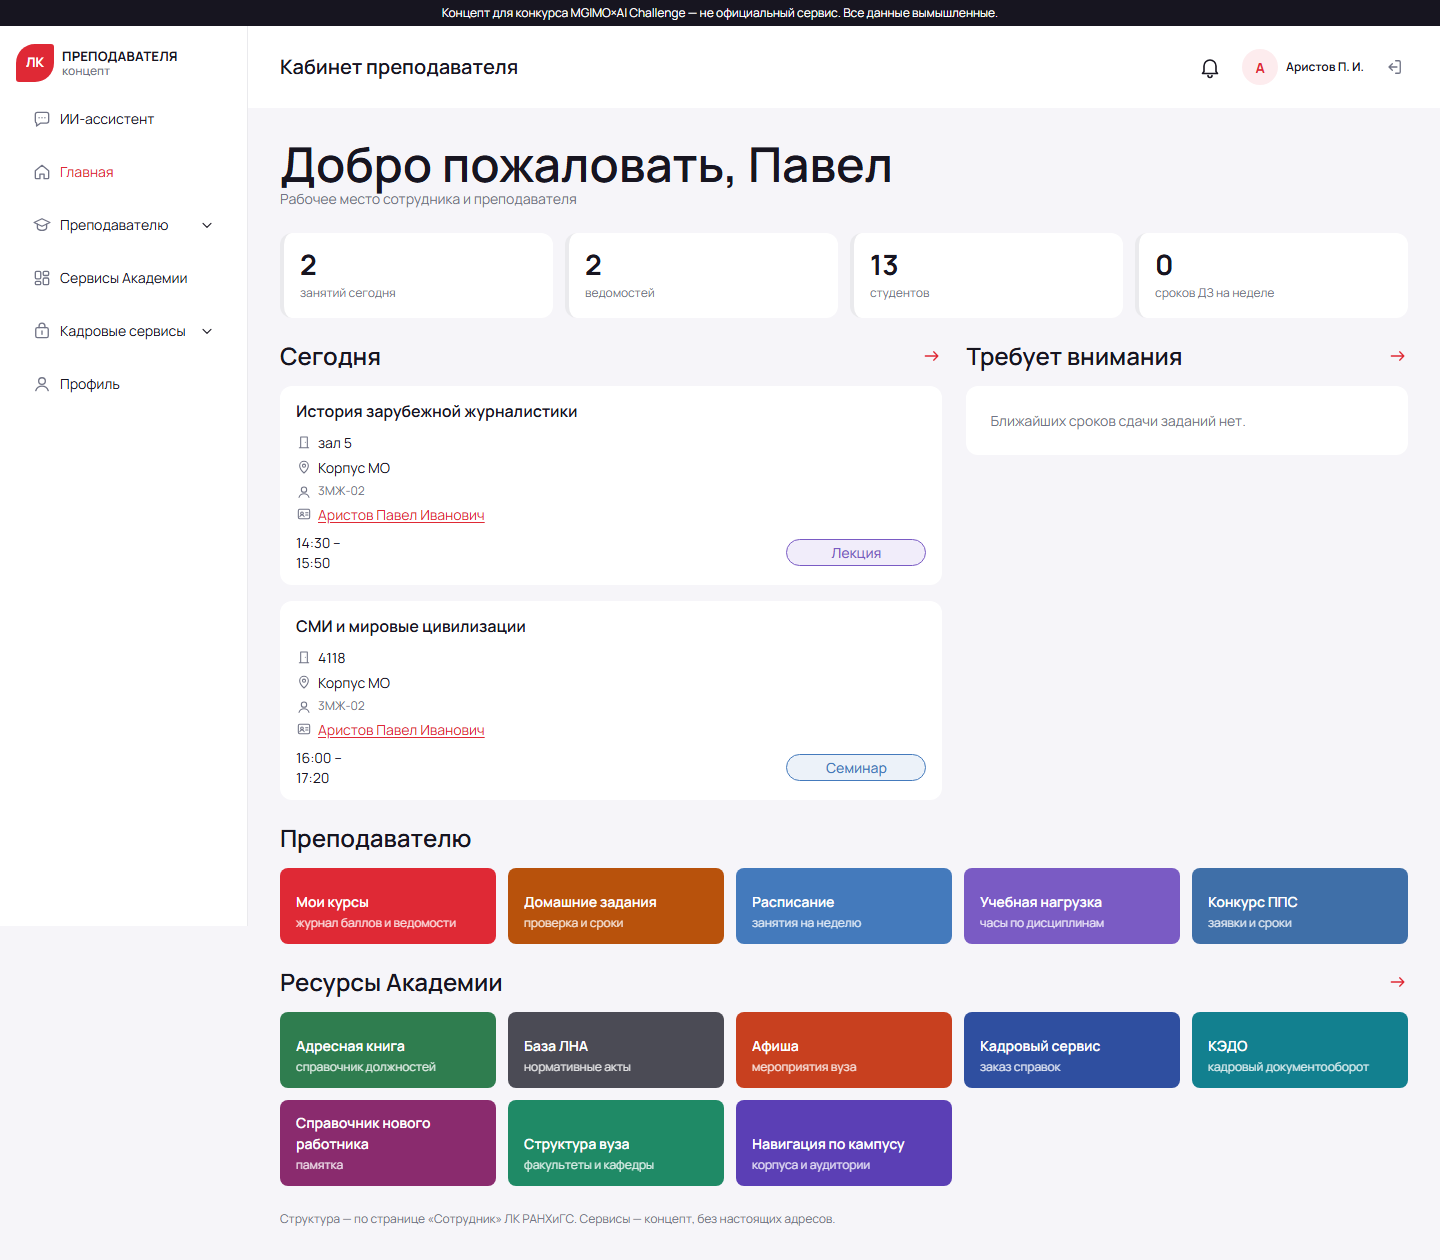 Концепт для конкурса MGIMO×AI Challenge — не официальный сервис. Все данные вымышленные.
ЛК
ПРЕПОДАВАТЕЛЯ
концепт
Кабинет преподавателя
А
Аристов П. И.
ИИ-ассистент
Главная
Преподавателю
Сервисы Академии
Кадровые сервисы
Профиль
Добро пожаловать, Павел
Рабочее место сотрудника и преподавателя
2
занятий сегодня
2
ведомостей
13
студентов
0
сроков ДЗ на неделе
Сегодня
История зарубежной журналистики
зал 5
Корпус МО
3МЖ-02
Аристов Павел Иванович
14:30 –
15:50
Лекция
СМИ и мировые цивилизации
4118
Корпус МО
3МЖ-02
Аристов Павел Иванович
16:00 –
17:20
Семинар
Требует внимания
Ближайших сроков сдачи заданий нет.
Преподавателю
Мои курсы
журнал баллов и ведомости
Домашние задания
проверка и сроки
Расписание
занятия на неделю
Учебная нагрузка
часы по дисциплинам
Конкурс ППС
заявки и сроки
Ресурсы Академии
Адресная книга
справочник должностей
База ЛНА
нормативные акты
Афиша
мероприятия вуза
Кадровый сервис
заказ справок
КЭДО
кадровый документооборот
Справочник нового
работника
памятка
Структура вуза
факультеты и кафедры
Навигация по кампусу
корпуса и аудитории
Структура — по странице «Сотрудник» ЛК РАНХиГС. Сервисы — концепт, без настоящих адресов.